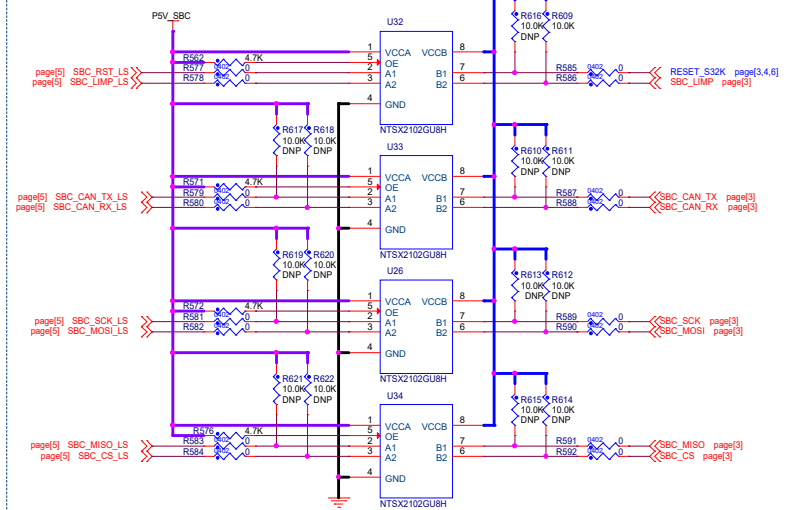 P5V_SBC
R616 R609
10.0K 10.0K
DNP DNP
U32
1 VCCA VCCB 8
R562 4.7K 5 OE
page[5] SBC_RST_LS R577 0402 0 2 A1 B1 7 R585 0402 0 RESET_S32K page[3,4,6]
page[5] SBC_LIMP_LS R578 0402 0 3 A2 B2 6 R586 0 SBC_LIMP page[3]
4 GND
NTSX2102GU8H
R617 R618
10.0K 10.0K
DNP DNP
U33
R610 R611
10.0K 10.0K
DNP DNP
1 VCCA VCCB 8
R571 4.7K 5 OE
page[5] SBC_CAN_TX_LS R579 0402 0 2 A1 B1 7 R587 0402 0 SBC_CAN_TX page[3]
page[5] SBC_CAN_RX_LS R580 0402 0 3 A2 B2 6 R588 0 SBC_CAN_RX page[3]
4 GND
NTSX2102GU8H
R619 R620
10.0K 10.0K
DNP DNP
U26
R613 R612
10.0K 10.0K
DNP DNP
1 VCCA VCCB 8
R572 4.7K 5 OE
page[5] SBC_SCK_LS R581 0402 0 2 A1 B1 7 R589 0402 0 SBC_SCK page[3]
page[5] SBC_MOSI_LS R582 0402 0 3 A2 B2 6 R590 0 SBC_MOSI page[3]
4 GND
NTSX2102GU8H
R621 R622
10.0K 10.0K
DNP DNP
U34
R615 R614
10.0K 10.0K
DNP DNP
1 VCCA VCCB 8
R576 4.7K 5 OE
page[5] SBC_MISO_LS R583 0402 0 2 A1 B1 7 R591 0402 0 SBC_MISO page[3]
page[5] SBC_CS_LS R584 0402 0 3 A2 B2 6 R592 0 SBC_CS page[3]
4 GND
NTSX2102GU8H